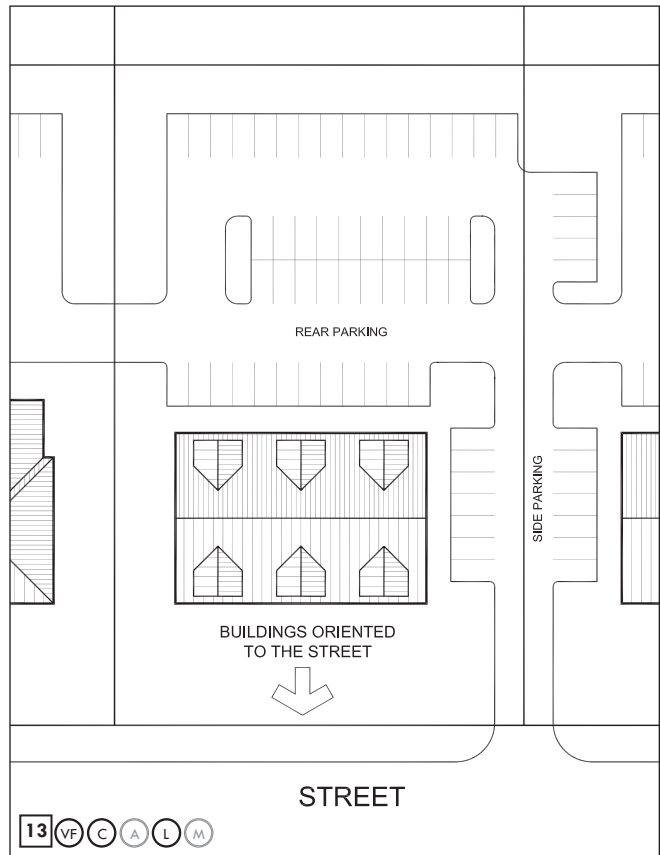 REAR PARKING
SIDE PARKING
BUILDINGS ORIENTED
TO THE STREET
STREET
13 VF C A L M